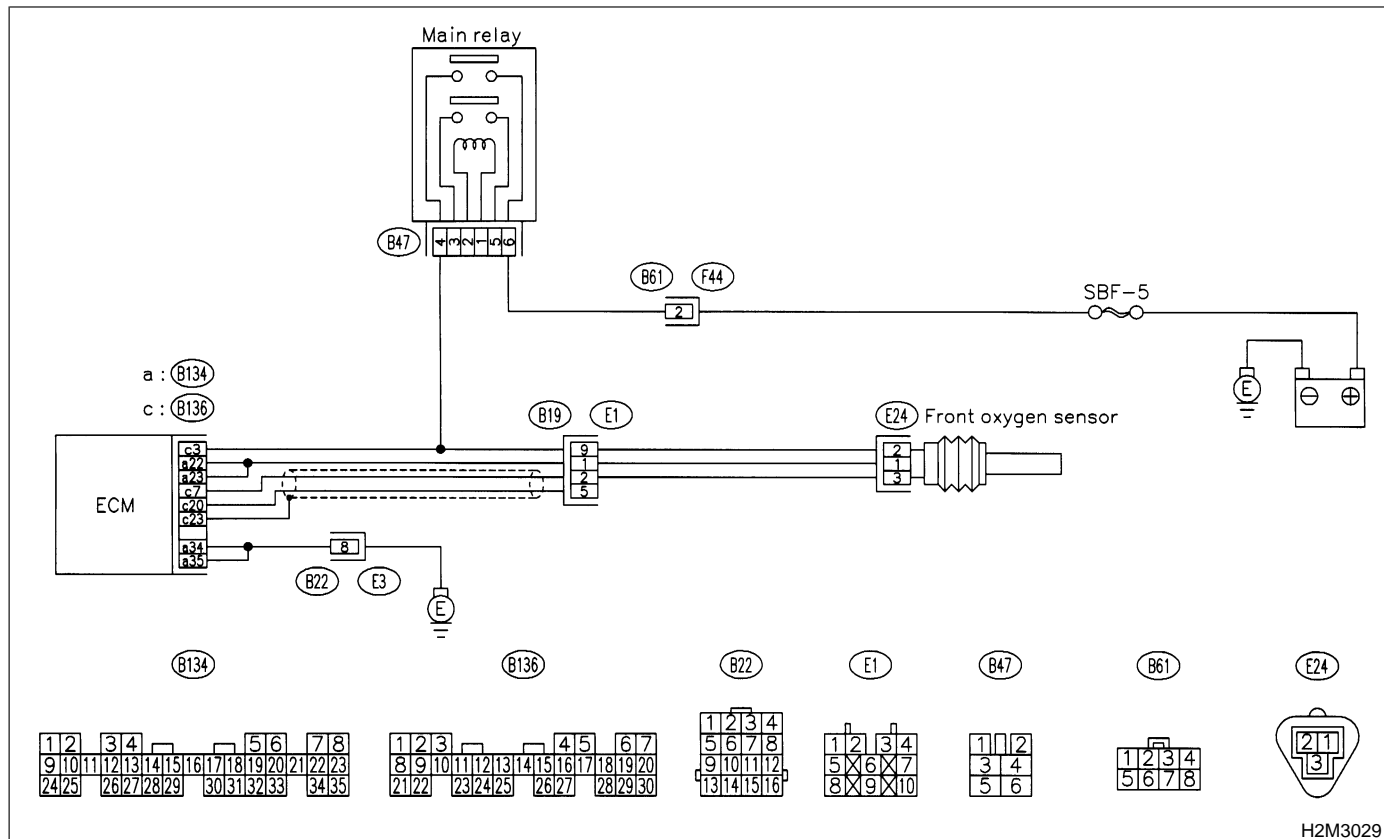 Main relay
B47
4 3 2 1 5 6
B61 F44
2
SBF-5
E
⊖ ⊕
a : B134
c : B136
B19 E1
E24 Front oxygen sensor
ECM
c3
a22
a23
c7
c20
c23
a34
a35
9
1
2
5
2
1
3
8
B22 E3
E
B134
1 2 3 4 5 6 7 8
9 10 11 12 13 14 15 16 17 18 19 20 21 22 23
24 25 26 27 28 29 30 31 32 33 34 35
B136
1 2 3 4 5 6 7
8 9 10 11 12 13 14 15 16 17 18 19 20
21 22 23 24 25 26 27 28 29 30
B22
1 2 3 4
5 6 7 8
9 10 11 12
13 14 15 16
E1
1 2 3 4
5 6 7
8 9 10
B47
1 2
3 4
5 6
B61
1 2 3 4
5 6 7 8
E24
2 1
3
H2M3029